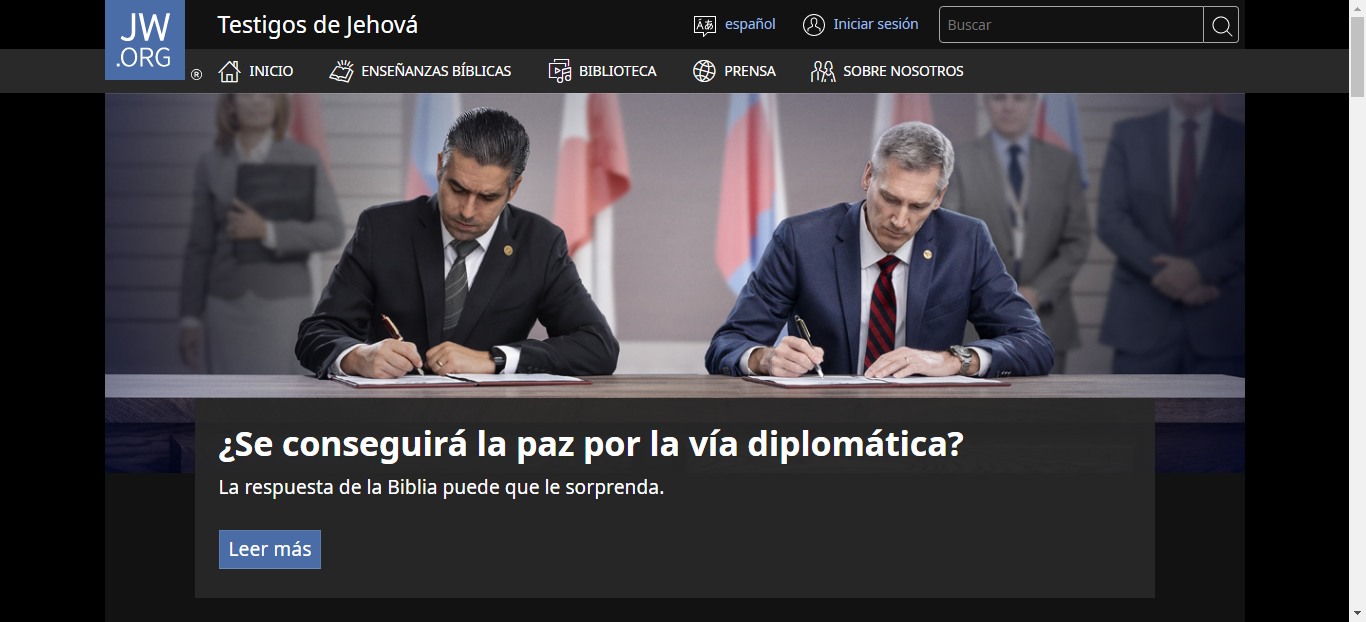 JW
.ORG
®
Testigos de Jehová
español
Iniciar sesión
Buscar
INICIO
ENSEÑANZAS BÍBLICAS
BIBLIOTECA
PRENSA
SOBRE NOSOTROS
¿Se conseguirá la paz por la vía diplomática?
La respuesta de la Biblia puede que le sorprenda.
Leer más